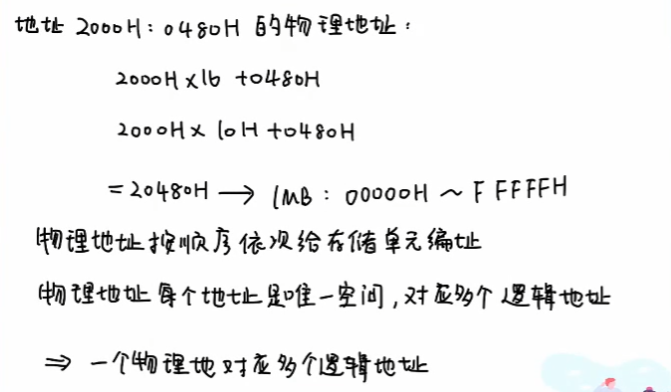 地址 2000H:0480H 的物理地址:
2000H×16 +0480H
2000H× 10H +0480H
=20480H → 1MB: 00000H ~ FFFFFH
物理地址按顺序依次给存储单元编址
物理地址每个地址是唯一空间,对应多个逻辑地址
⇒ 一个物理地对应多个逻辑地址